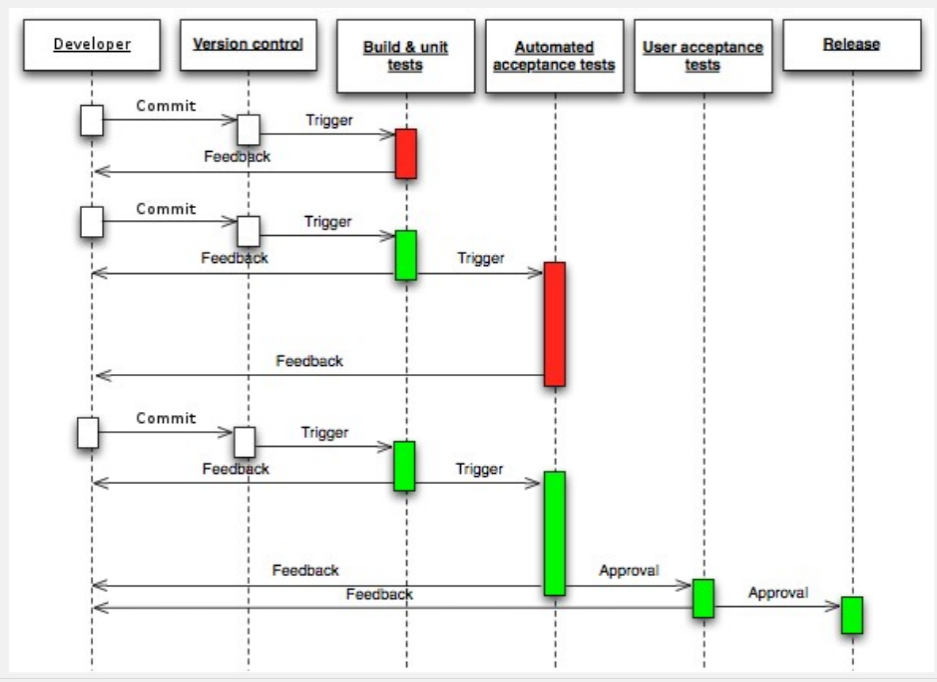 Developer
Version control
Build & unit
tests
Automated
acceptance tests
User acceptance
tests
Release
Commit
Trigger
Feedback
Commit
Trigger
Feedback
Trigger
Feedback
Commit
Trigger
Feedback
Trigger
Feedback
Approval
Feedback
Approval